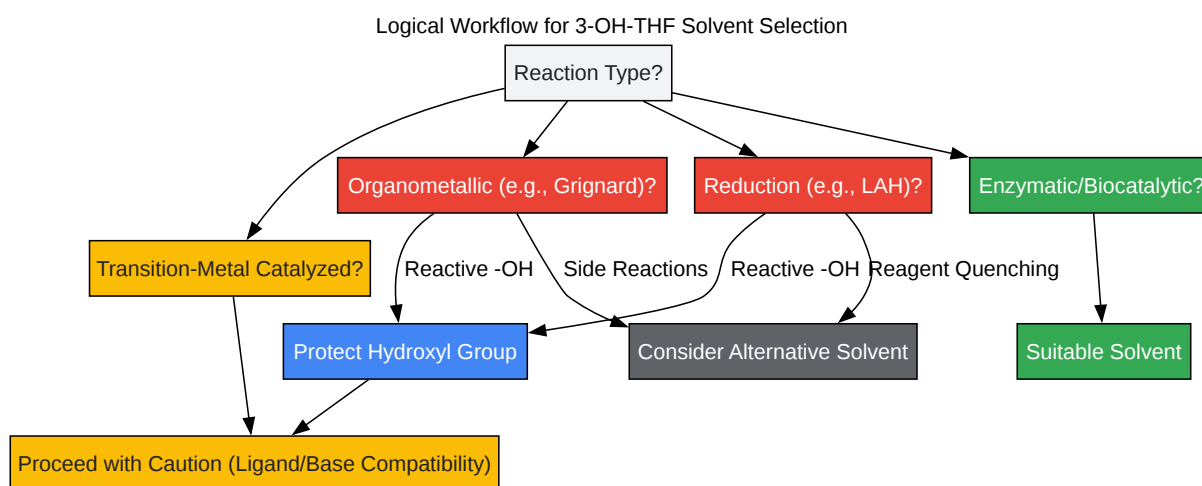 Logical Workflow for 3-OH-THF Solvent Selection
Reaction Type?
Organometallic (e.g., Grignard)?
Reduction (e.g., LAH)?
Enzymatic/Biocatalytic?
Transition-Metal Catalyzed?
Reactive -OH
Side Reactions
Reactive -OH
Reagent Quenching
Protect Hydroxyl Group
Consider Alternative Solvent
Suitable Solvent
Proceed with Caution (Ligand/Base Compatibility)